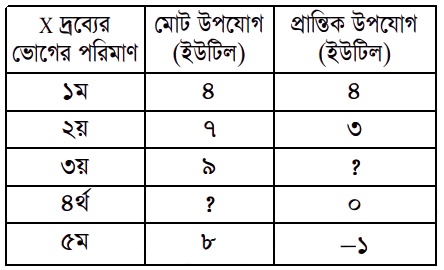 X দ্রব্যের ভোগের পরিমাণ | মোট উপযোগ (ইউটিল) | প্রান্তিক উপযোগ (ইউটিল)
১ম | ৪ | ৪
২য় | ৭ | ৩
৩য় | ৯ | ?
৪র্থ | ? | ০
৫ম | ৮ | –১